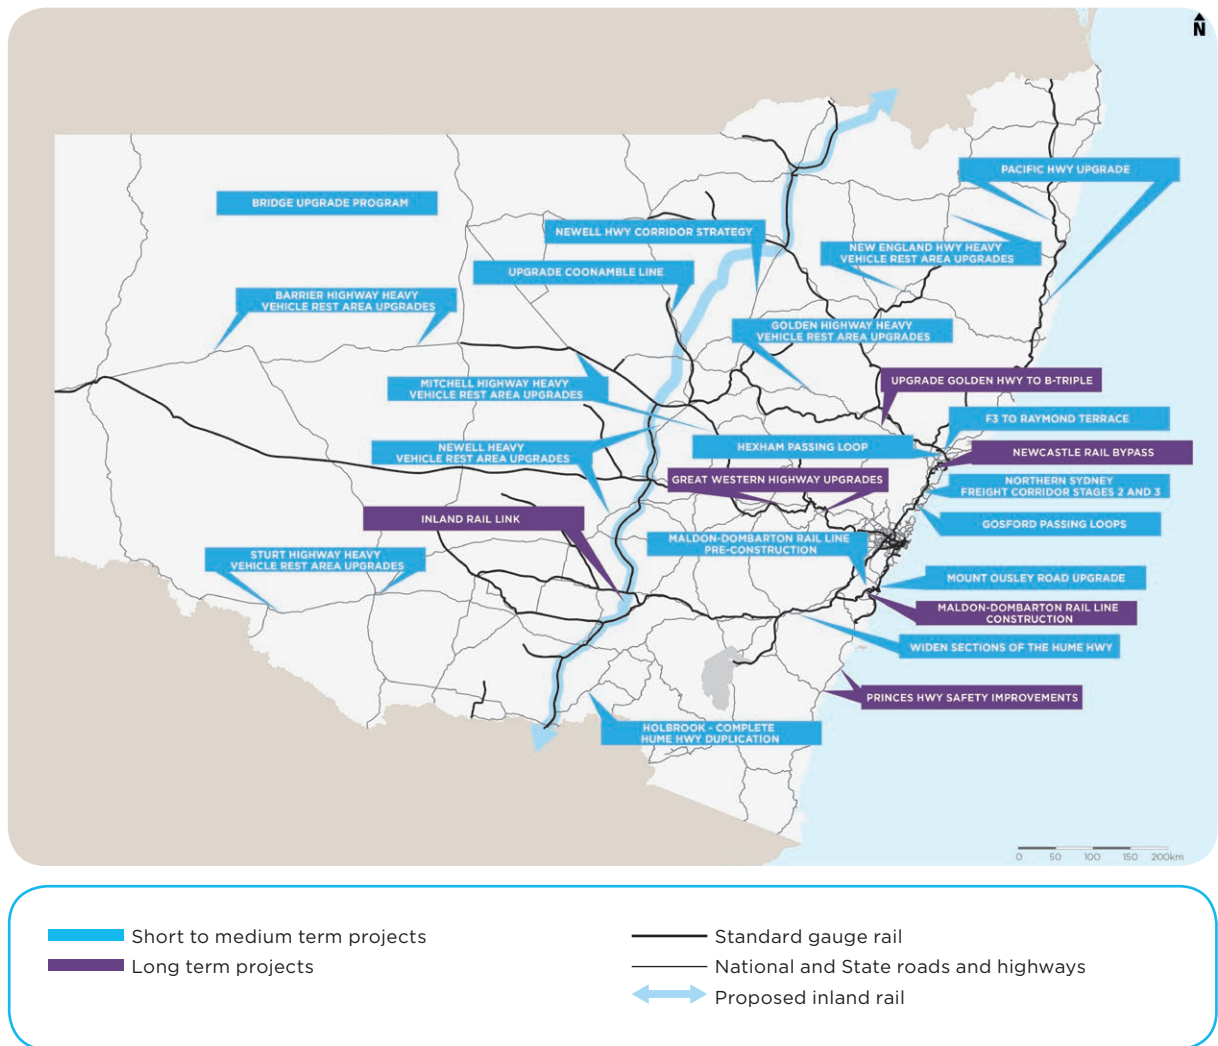 N
PACIFIC HWY UPGRADE
BRIDGE UPGRADE PROGRAM
NEWELL HWY CORRIDOR STRATEGY
NEW ENGLAND HWY HEAVY
VEHICLE REST AREA UPGRADES
UPGRADE COONAMBLE LINE
BARRIER HIGHWAY HEAVY
VEHICLE REST AREA UPGRADES
GOLDEN HIGHWAY HEAVY
VEHICLE REST AREA UPGRADES
MITCHELL HIGHWAY HEAVY
VEHICLE REST AREA UPGRADES
UPGRADE GOLDEN HWY TO B-TRIPLE
F3 TO RAYMOND TERRACE
NEWELL HEAVY
VEHICLE REST AREA UPGRADES
HEXHAM PASSING LOOP
NEWCASTLE RAIL BYPASS
GREAT WESTERN HIGHWAY UPGRADES
NORTHERN SYDNEY
FREIGHT CORRIDOR STAGES 2 AND 3
INLAND RAIL LINK
GOSFORD PASSING LOOPS
MALDON-DOMBARTON RAIL LINE
PRE-CONSTRUCTION
STURT HIGHWAY HEAVY
VEHICLE REST AREA UPGRADES
MOUNT OUSLEY ROAD UPGRADE
MALDON-DOMBARTON RAIL LINE
CONSTRUCTION
WIDEN SECTIONS OF THE HUME HWY
PRINCES HWY SAFETY IMPROVEMENTS
HOLBROOK - COMPLETE
HUME HWY DUPLICATION
0 50 100 150 200km
Short to medium term projects
Long term projects
Standard gauge rail
National and State roads and highways
Proposed inland rail